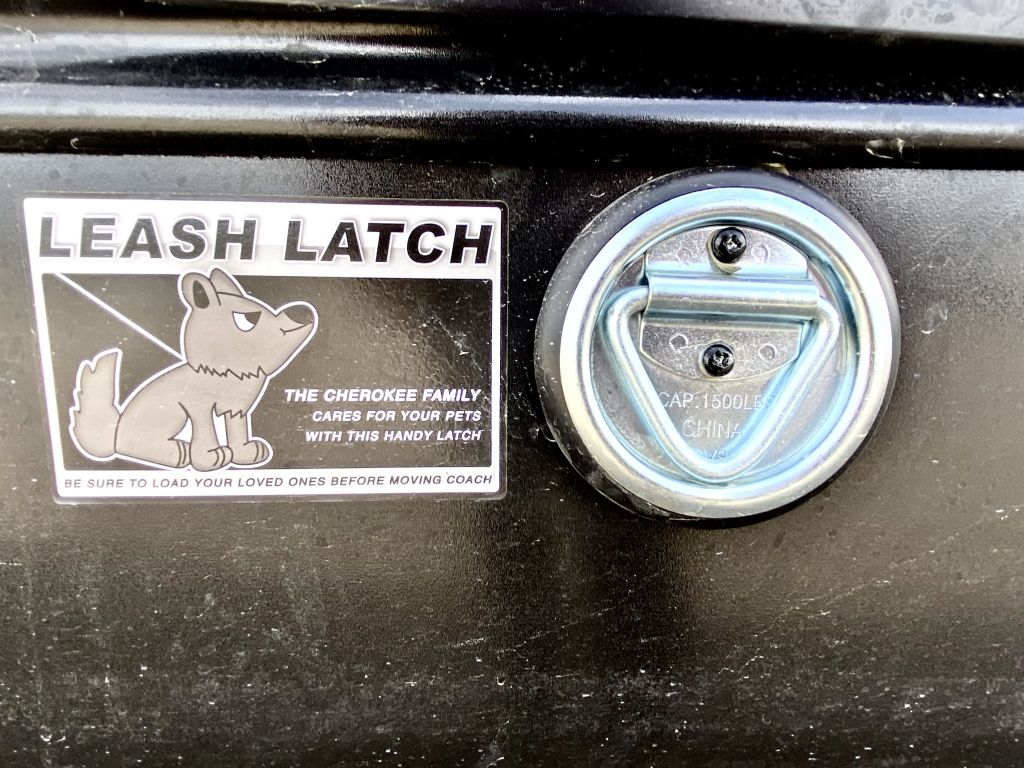 LEASH LATCH
THE CHEROKEE FAMILY
CARES FOR YOUR PETS
WITH THIS HANDY LATCH
BE SURE TO LOAD YOUR LOVED ONES BEFORE MOVING COACH
CAP.1500LBS
CHINA